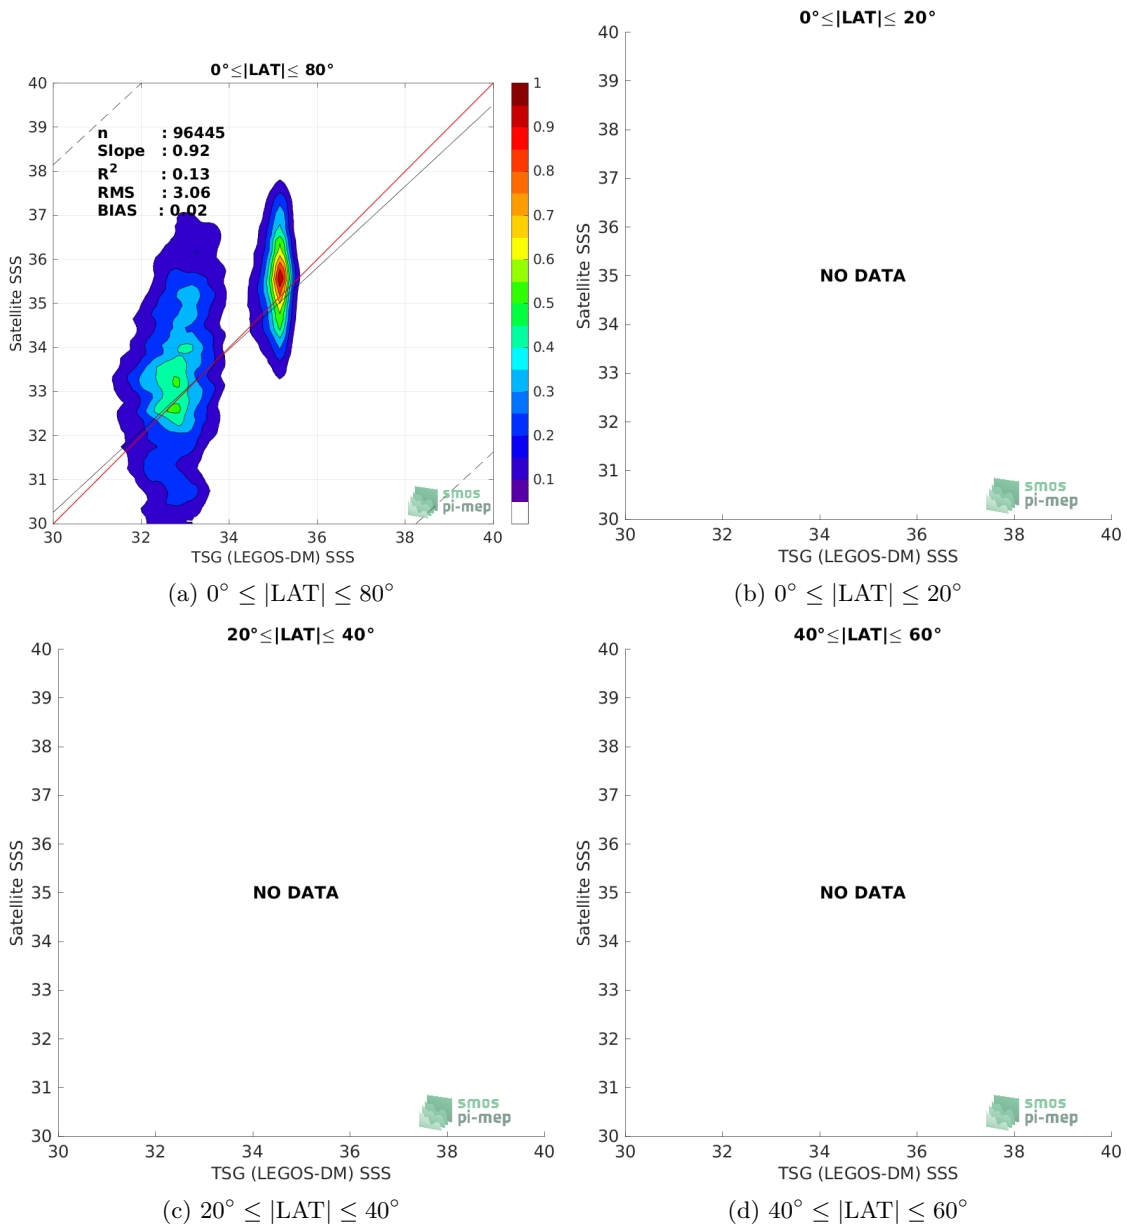 0°≤|LAT|≤ 80°
40
39
38
37
36
35
34
33
32
31
30
Satellite SSS
n : 96445
Slope : 0.92
R² : 0.13
RMS : 3.06
BIAS : 0.02
1
0.9
0.8
0.7
0.6
0.5
0.4
0.3
0.2
0.1
smos
pi-mep
30 32 34 36 38 40
TSG (LEGOS-DM) SSS
(a) 0° ≤ |LAT| ≤ 80°
0°≤|LAT|≤ 20°
40
39
38
37
36
35
34
33
32
31
30
Satellite SSS
NO DATA
smos
pi-mep
30 32 34 36 38 40
TSG (LEGOS-DM) SSS
(b) 0° ≤ |LAT| ≤ 20°
20°≤|LAT|≤ 40°
40
39
38
37
36
35
34
33
32
31
30
Satellite SSS
NO DATA
smos
pi-mep
30 32 34 36 38 40
TSG (LEGOS-DM) SSS
(c) 20° ≤ |LAT| ≤ 40°
40°≤|LAT|≤ 60°
40
39
38
37
36
35
34
33
32
31
30
Satellite SSS
NO DATA
smos
pi-mep
30 32 34 36 38 40
TSG (LEGOS-DM) SSS
(d) 40° ≤ |LAT| ≤ 60°